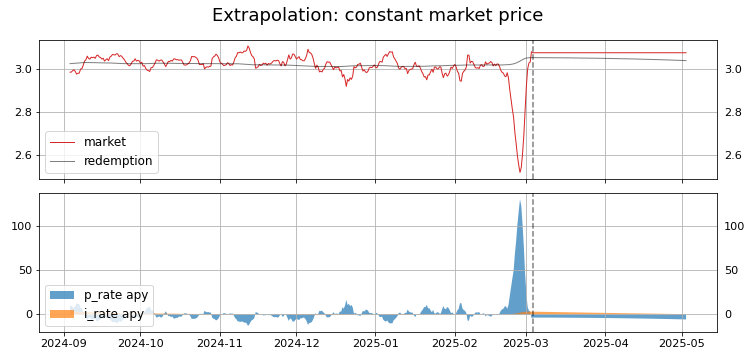 Extrapolation: constant market price
3.0 3.0
2.8 2.8
2.6 2.6
market
redemption
100 100
50 50
0 0
p_rate apy
i_rate apy
2024-09 2024-10 2024-11 2024-12 2025-01 2025-02 2025-03 2025-04 2025-05